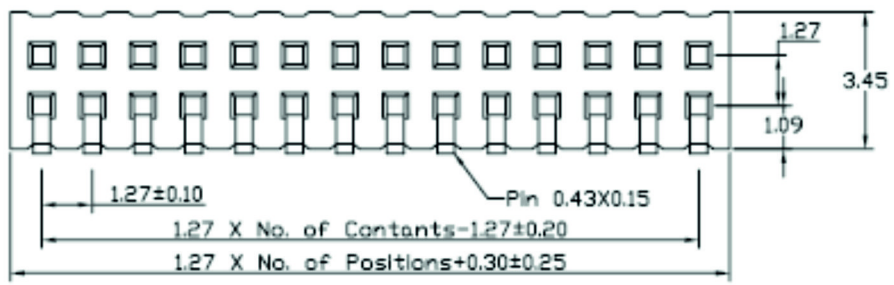 1.27
3.45
1.09
1.27±0.10
Pin 0.43X0.15
1.27 X No. of Contants-1.27±0.20
1.27 X No. of Positions+0.30±0.25